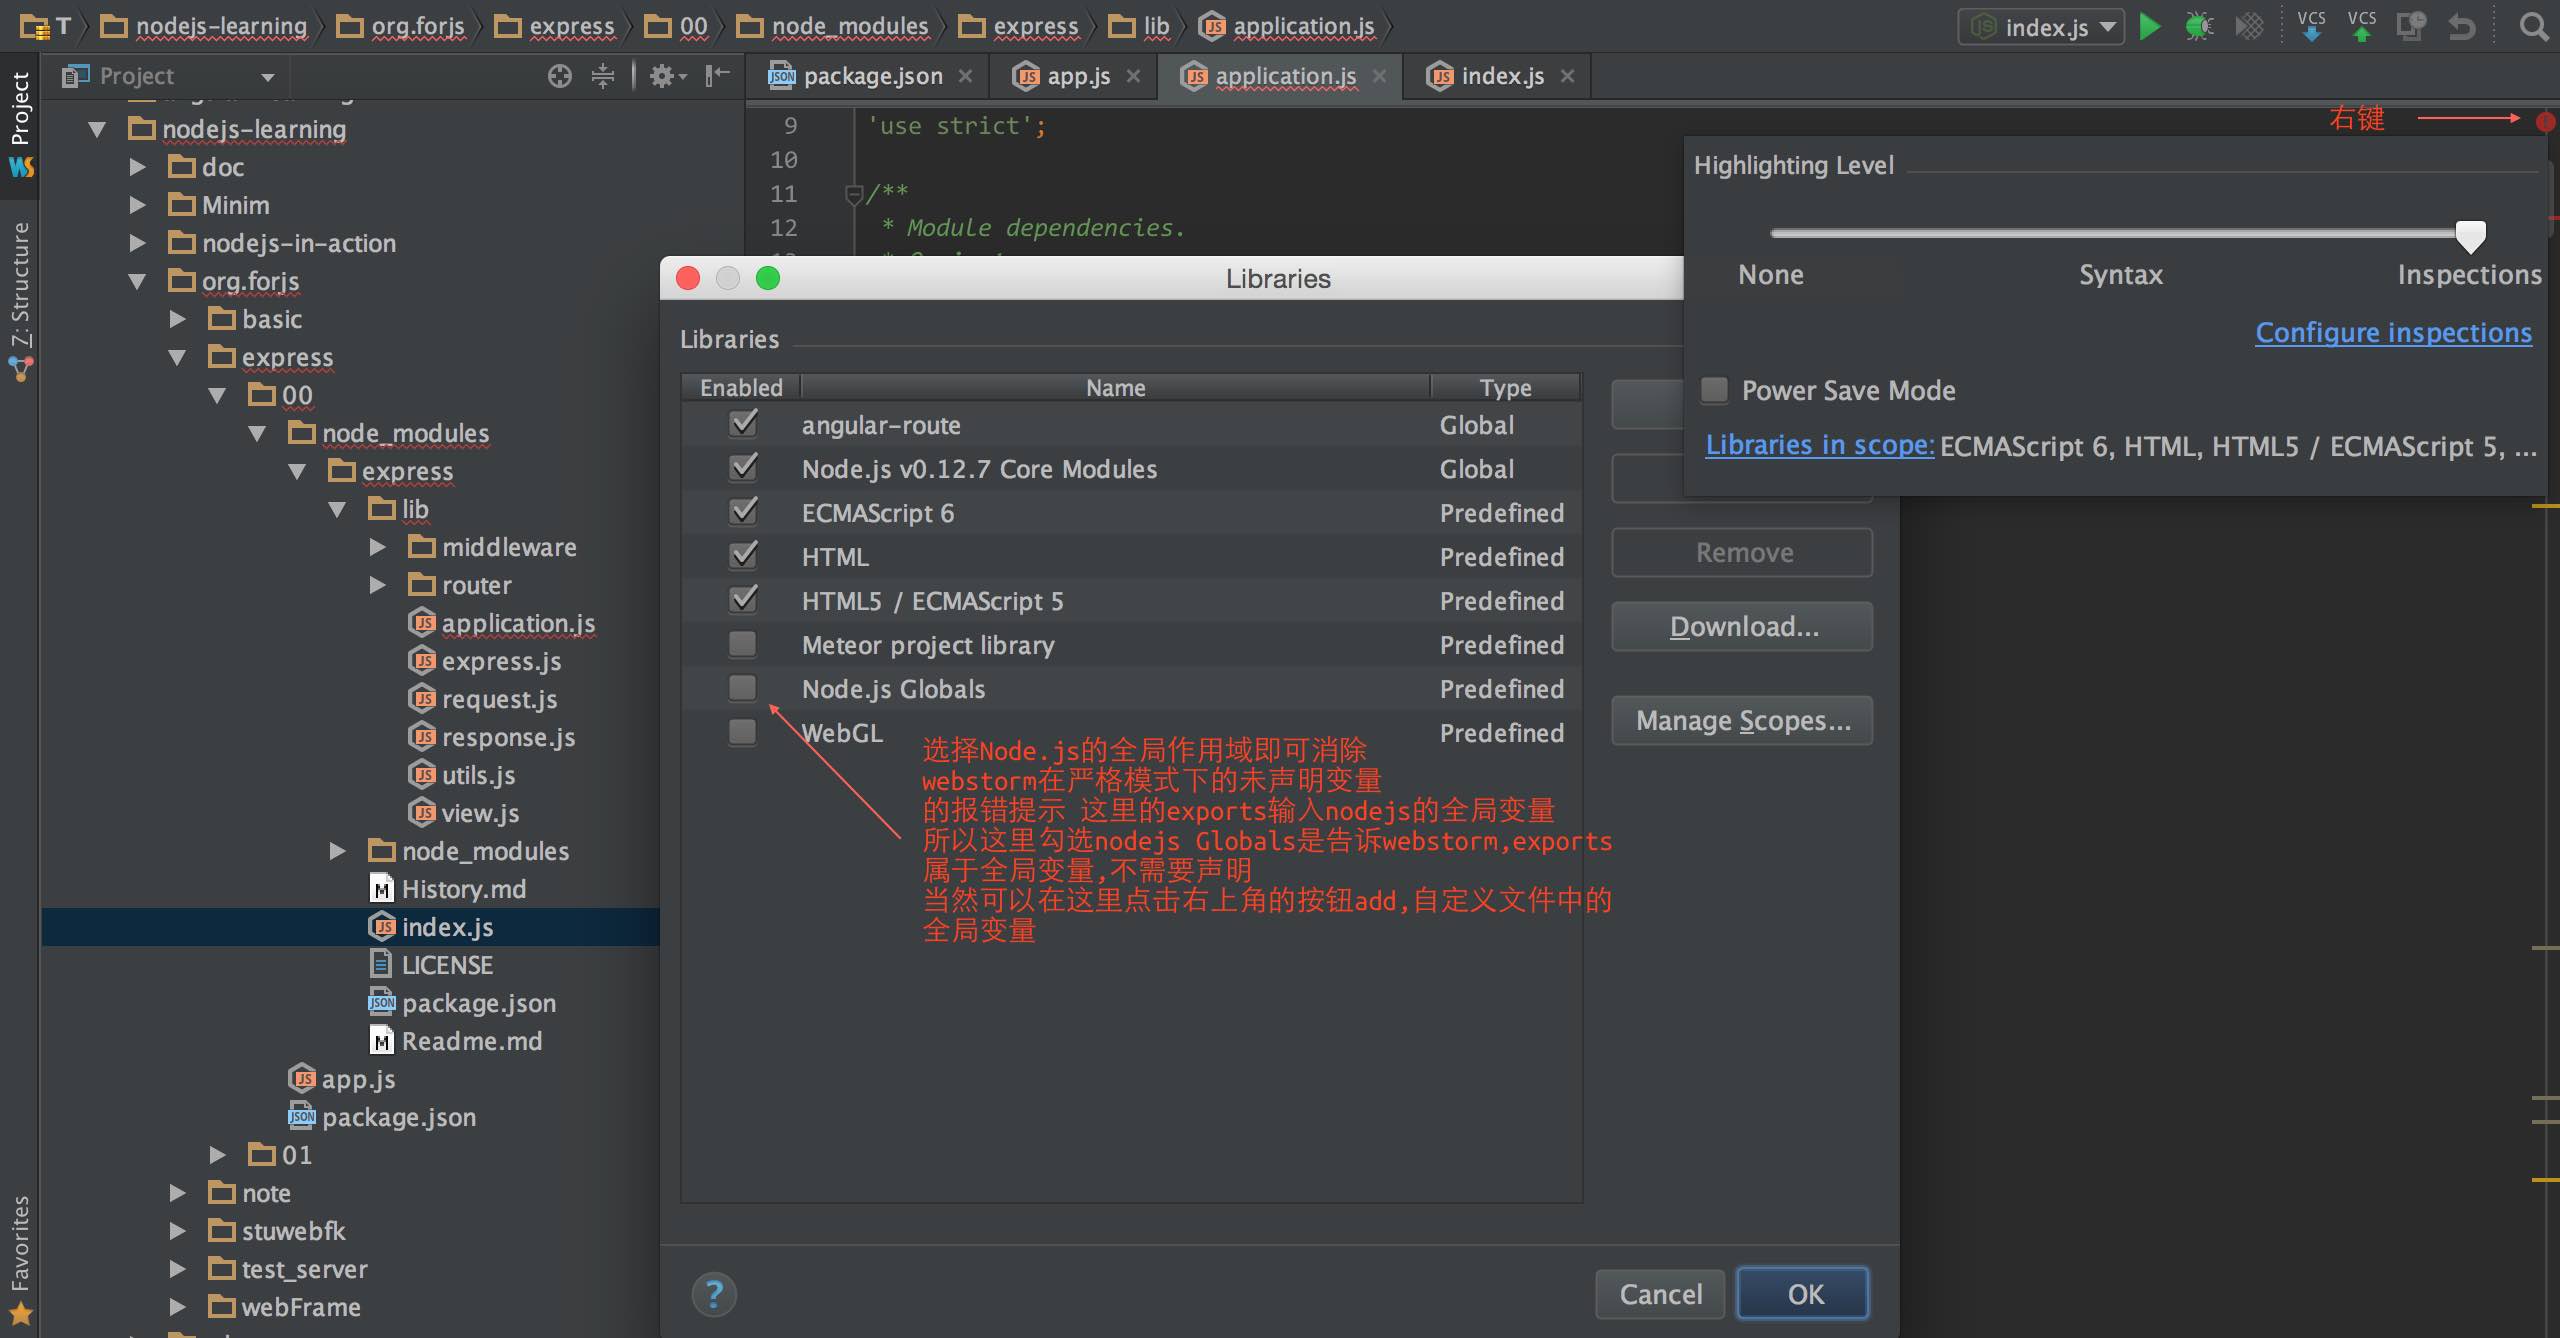 T nodejs-learning org.forjs express 00 node_modules express lib application.js
index.js VCS VCS
Project
package.json app.js application.js index.js
Project
7: Structure
Favorites
nodejs-learning
doc
Minim
nodejs-in-action
org.forjs
basic
express
00
node_modules
express
lib
middleware
router
application.js
express.js
request.js
response.js
utils.js
view.js
node_modules
History.md
index.js
LICENSE
package.json
Readme.md
app.js
package.json
01
note
stuwebfk
test_server
webFrame
9 'use strict';
10
11 /**
12 * Module dependencies.
右键
Highlighting Level
None Syntax Inspections
Configure inspections
Power Save Mode
Libraries in scope: ECMAScript 6, HTML, HTML5 / ECMAScript 5, ...
Libraries
Libraries
Enabled Name Type
angular-route Global
Node.js v0.12.7 Core Modules Global
ECMAScript 6 Predefined
HTML Predefined
HTML5 / ECMAScript 5 Predefined
Meteor project library Predefined
Node.js Globals Predefined
WebGL Predefined
Remove
Download...
Manage Scopes...
选择Node.js的全局作用域即可消除
webstorm在严格模式下的未声明变量
的报错提示 这里的exports输入nodejs的全局变量
所以这里勾选nodejs Globals是告诉webstorm,exports
属于全局变量,不需要声明
当然可以在这里点击右上角的按钮add,自定义文件中的
全局变量
?
Cancel OK